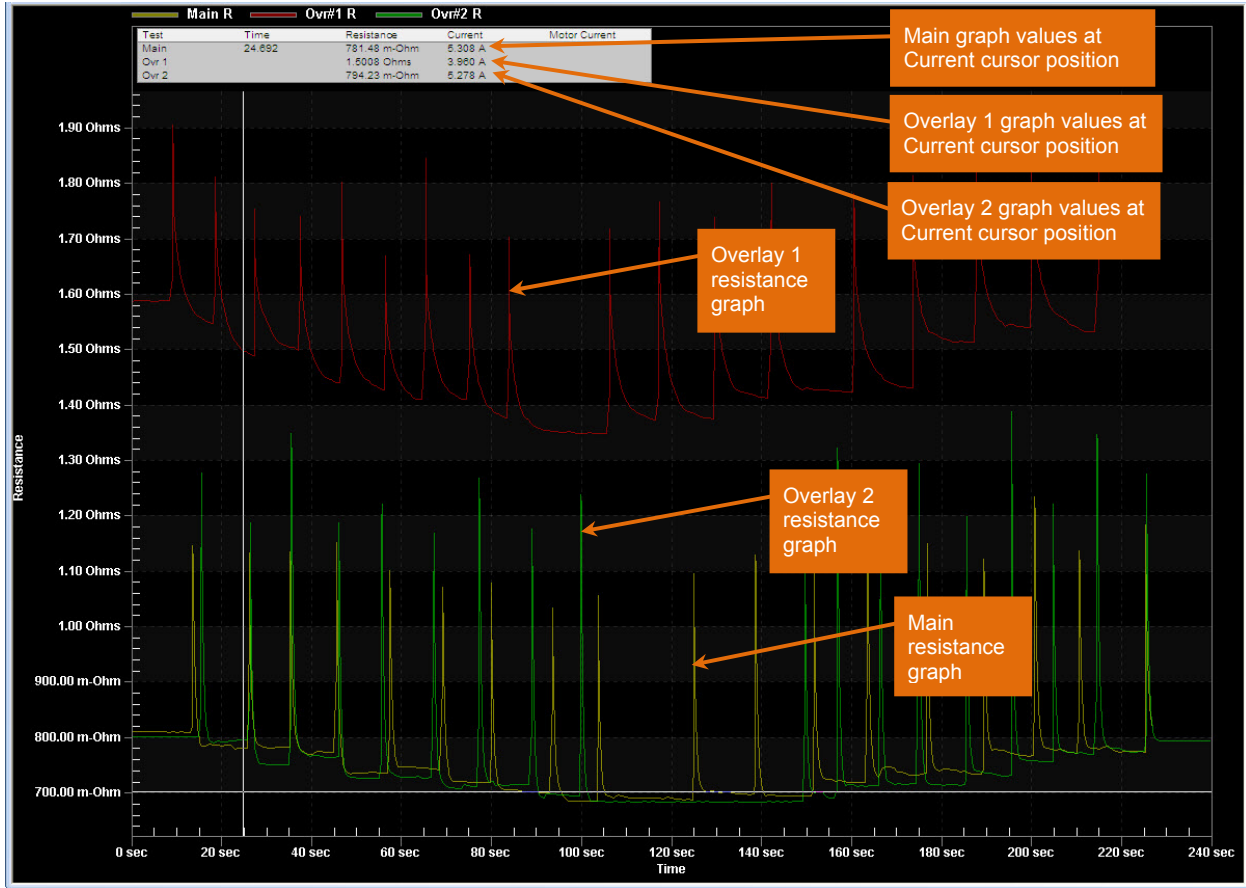 Main R Ovr#1 R Ovr#2 R
Test Time Resistance Current Motor Current
Main 24.692 781.48 m-Ohm 5.308 A
Ovr 1 1.5008 Ohms 3.960 A
Ovr 2 794.23 m-Ohm 5.278 A
Main graph values at
Current cursor position
Overlay 1 graph values at
Current cursor position
Overlay 2 graph values at
Current cursor position
Overlay 1
resistance
graph
Overlay 2
resistance
graph
Main
resistance
graph
Resistance
1.90 Ohms
1.80 Ohms
1.70 Ohms
1.60 Ohms
1.50 Ohms
1.40 Ohms
1.30 Ohms
1.20 Ohms
1.10 Ohms
1.00 Ohms
900.00 m-Ohm
800.00 m-Ohm
700.00 m-Ohm
0 sec 20 sec 40 sec 60 sec 80 sec 100 sec 120 sec 140 sec 160 sec 180 sec 200 sec 220 sec 240 sec
Time